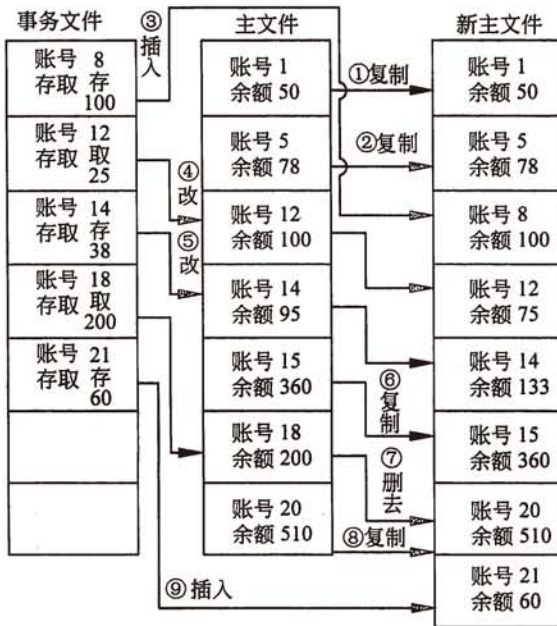 事务文件
账号 8
存取 存
100
账号 12
存取 取
25
账号 14
存取 存
38
账号 18
存取 取
200
账号 21
存取 存
60
③
插
入
④
改
⑤
改
⑨插入
主文件
账号 1
余额 50
账号 5
余额 78
账号 12
余额 100
账号 14
余额 95
账号 15
余额 360
账号 18
余额 200
账号 20
余额 510
①复制
②复制
⑥
复
制
⑦
删
去
⑧复制
新主文件
账号 1
余额 50
账号 5
余额 78
账号 8
余额 100
账号 12
余额 75
账号 14
余额 133
账号 15
余额 360
账号 20
余额 510
账号 21
余额 60